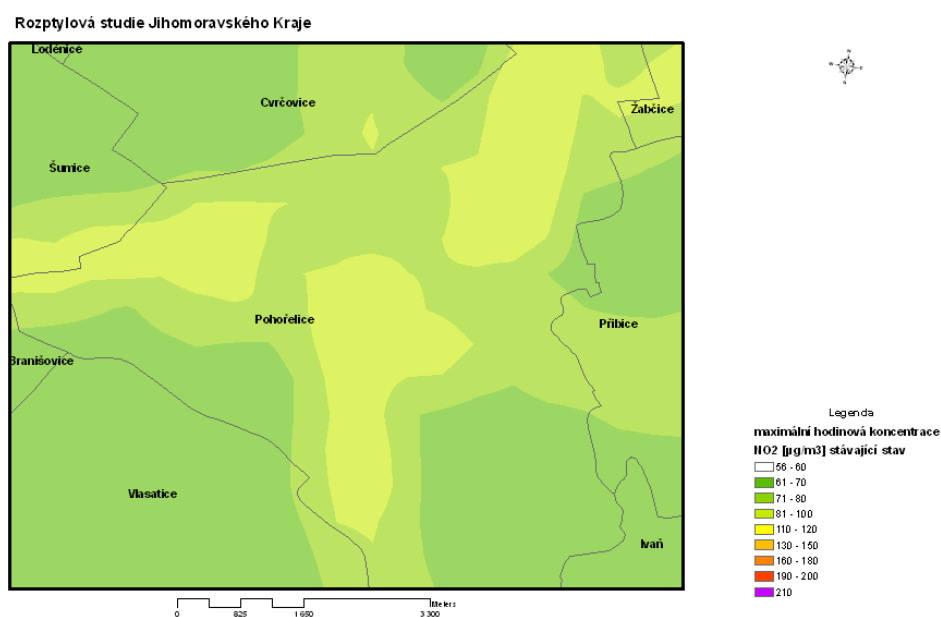 Rozptylová studie Jihomoravského Kraje
Loděnice
Cvrčovice
Žabčice
Šumice
Pohořelice
Přibice
Branišovice
Vlasatice
Ivaň
Legenda
maximální hodinová koncentrace
NO2 [µg/m3] stávající stav
56 - 60
61 - 70
71 - 80
81 - 100
110 - 120
130 - 150
160 - 180
190 - 200
210
Meters
0 825 1 650 3 300